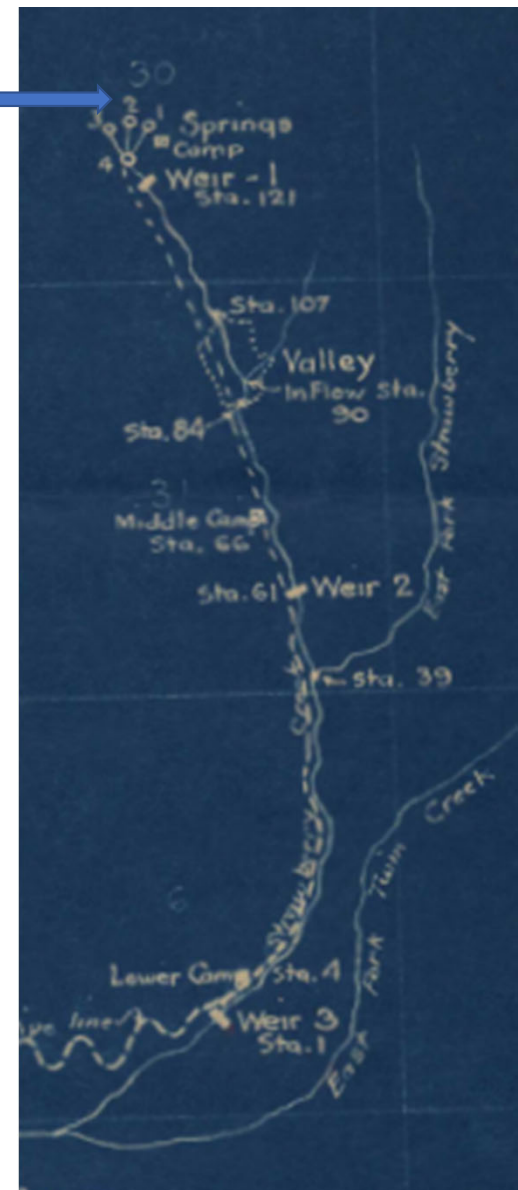 30
2
3
1
Springs
Camp
4
Weir - 1
Sta. 121
Sta. 107
Valley
InFlow Sta.
90
Sta. 84
31
Middle Camp
Sta. 66
Sta. 61
Weir 2
East Fork Strawberry
Sta. 39
Strawberry
Creek
East Fork Twin Creek
6
Lower Camp
Sta. 4
line
Weir 3
Sta. 1